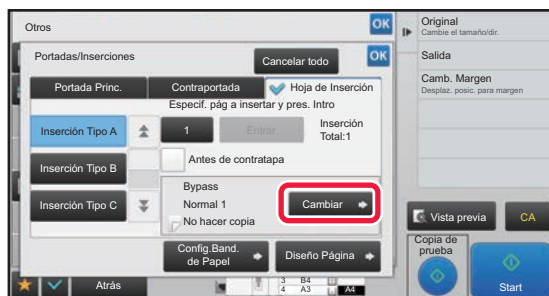 Otros
OK
Portadas/Inserciones
Cancelar todo
OK
Portada Princ.
Contraportada
Hoja de Inserción
Especif. pág a insertar y pres. Intro
Inserción Tipo A
1
Entrar
Inserción
Total:1
Inserción Tipo B
Antes de contratapa
Inserción Tipo C
Bypass
Normal 1
No hacer copia
Cambiar
Config.Band.
de Papel
Diseño Página
Atrás
3 B4
4 A3
A4
Original
Cambie el tamaño/dir.
Salida
Camb. Margen
Desplaz. posic. para margen
Vista previa
CA
Copia de
prueba
Start